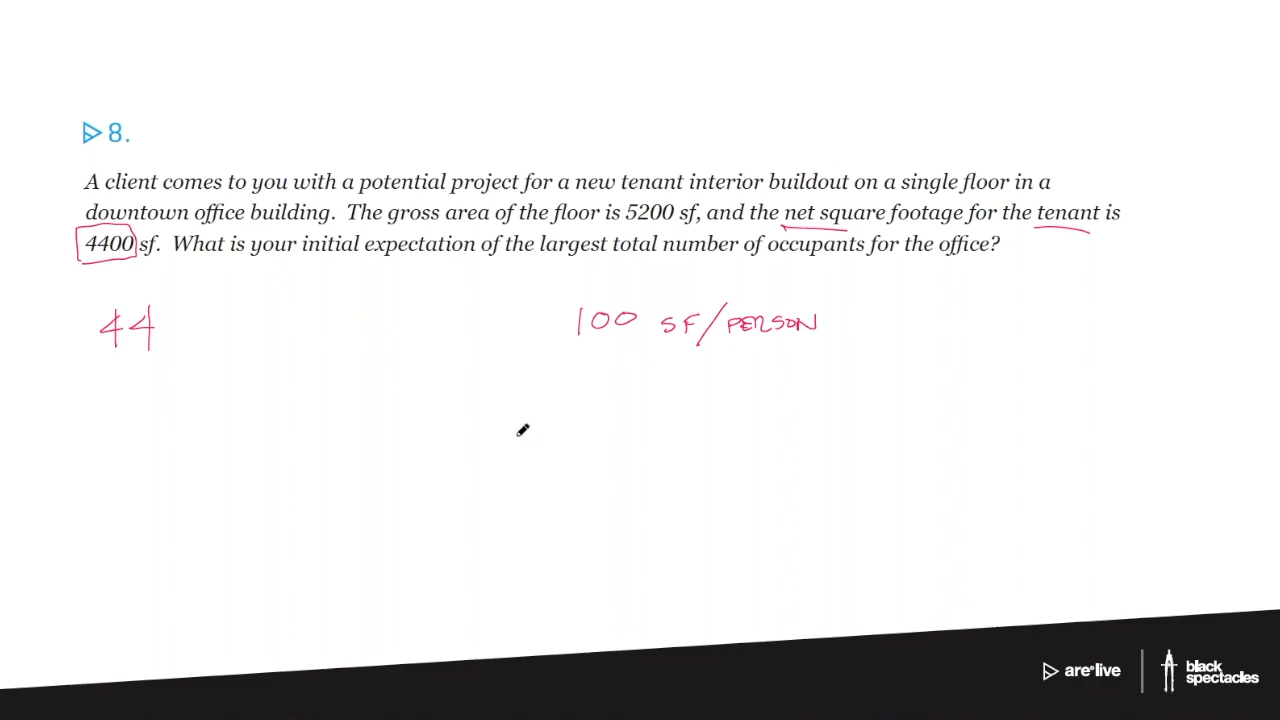 8.
A client comes to you with a potential project for a new tenant interior buildout on a single floor in a
downtown office building. The gross area of the floor is 5200 sf, and the net square footage for the tenant is
4400 sf. What is your initial expectation of the largest total number of occupants for the office?
44 100 SF/PERSON
are live black spectacles